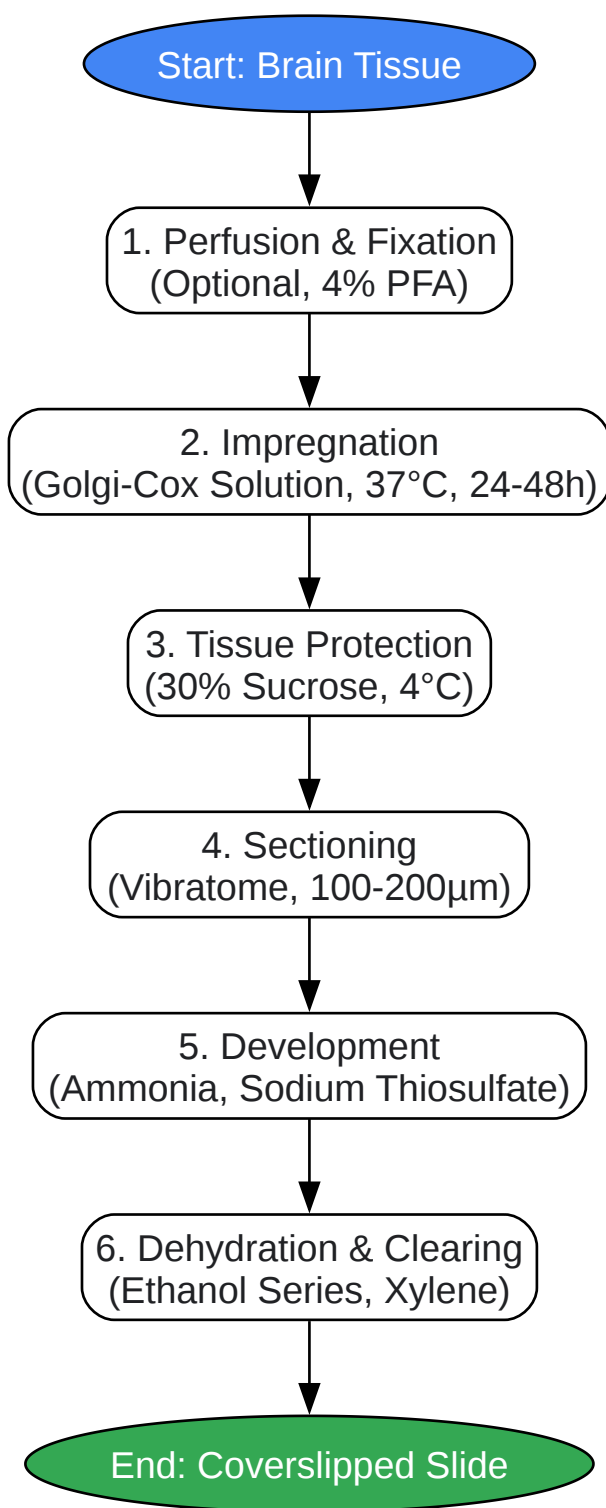 Start: Brain Tissue
1. Perfusion & Fixation
(Optional, 4% PFA)
2. Impregnation
(Golgi-Cox Solution, 37°C, 24-48h)
3. Tissue Protection
(30% Sucrose, 4°C)
4. Sectioning
(Vibratome, 100-200µm)
5. Development
(Ammonia, Sodium Thiosulfate)
6. Dehydration & Clearing
(Ethanol Series, Xylene)
End: Coverslipped Slide